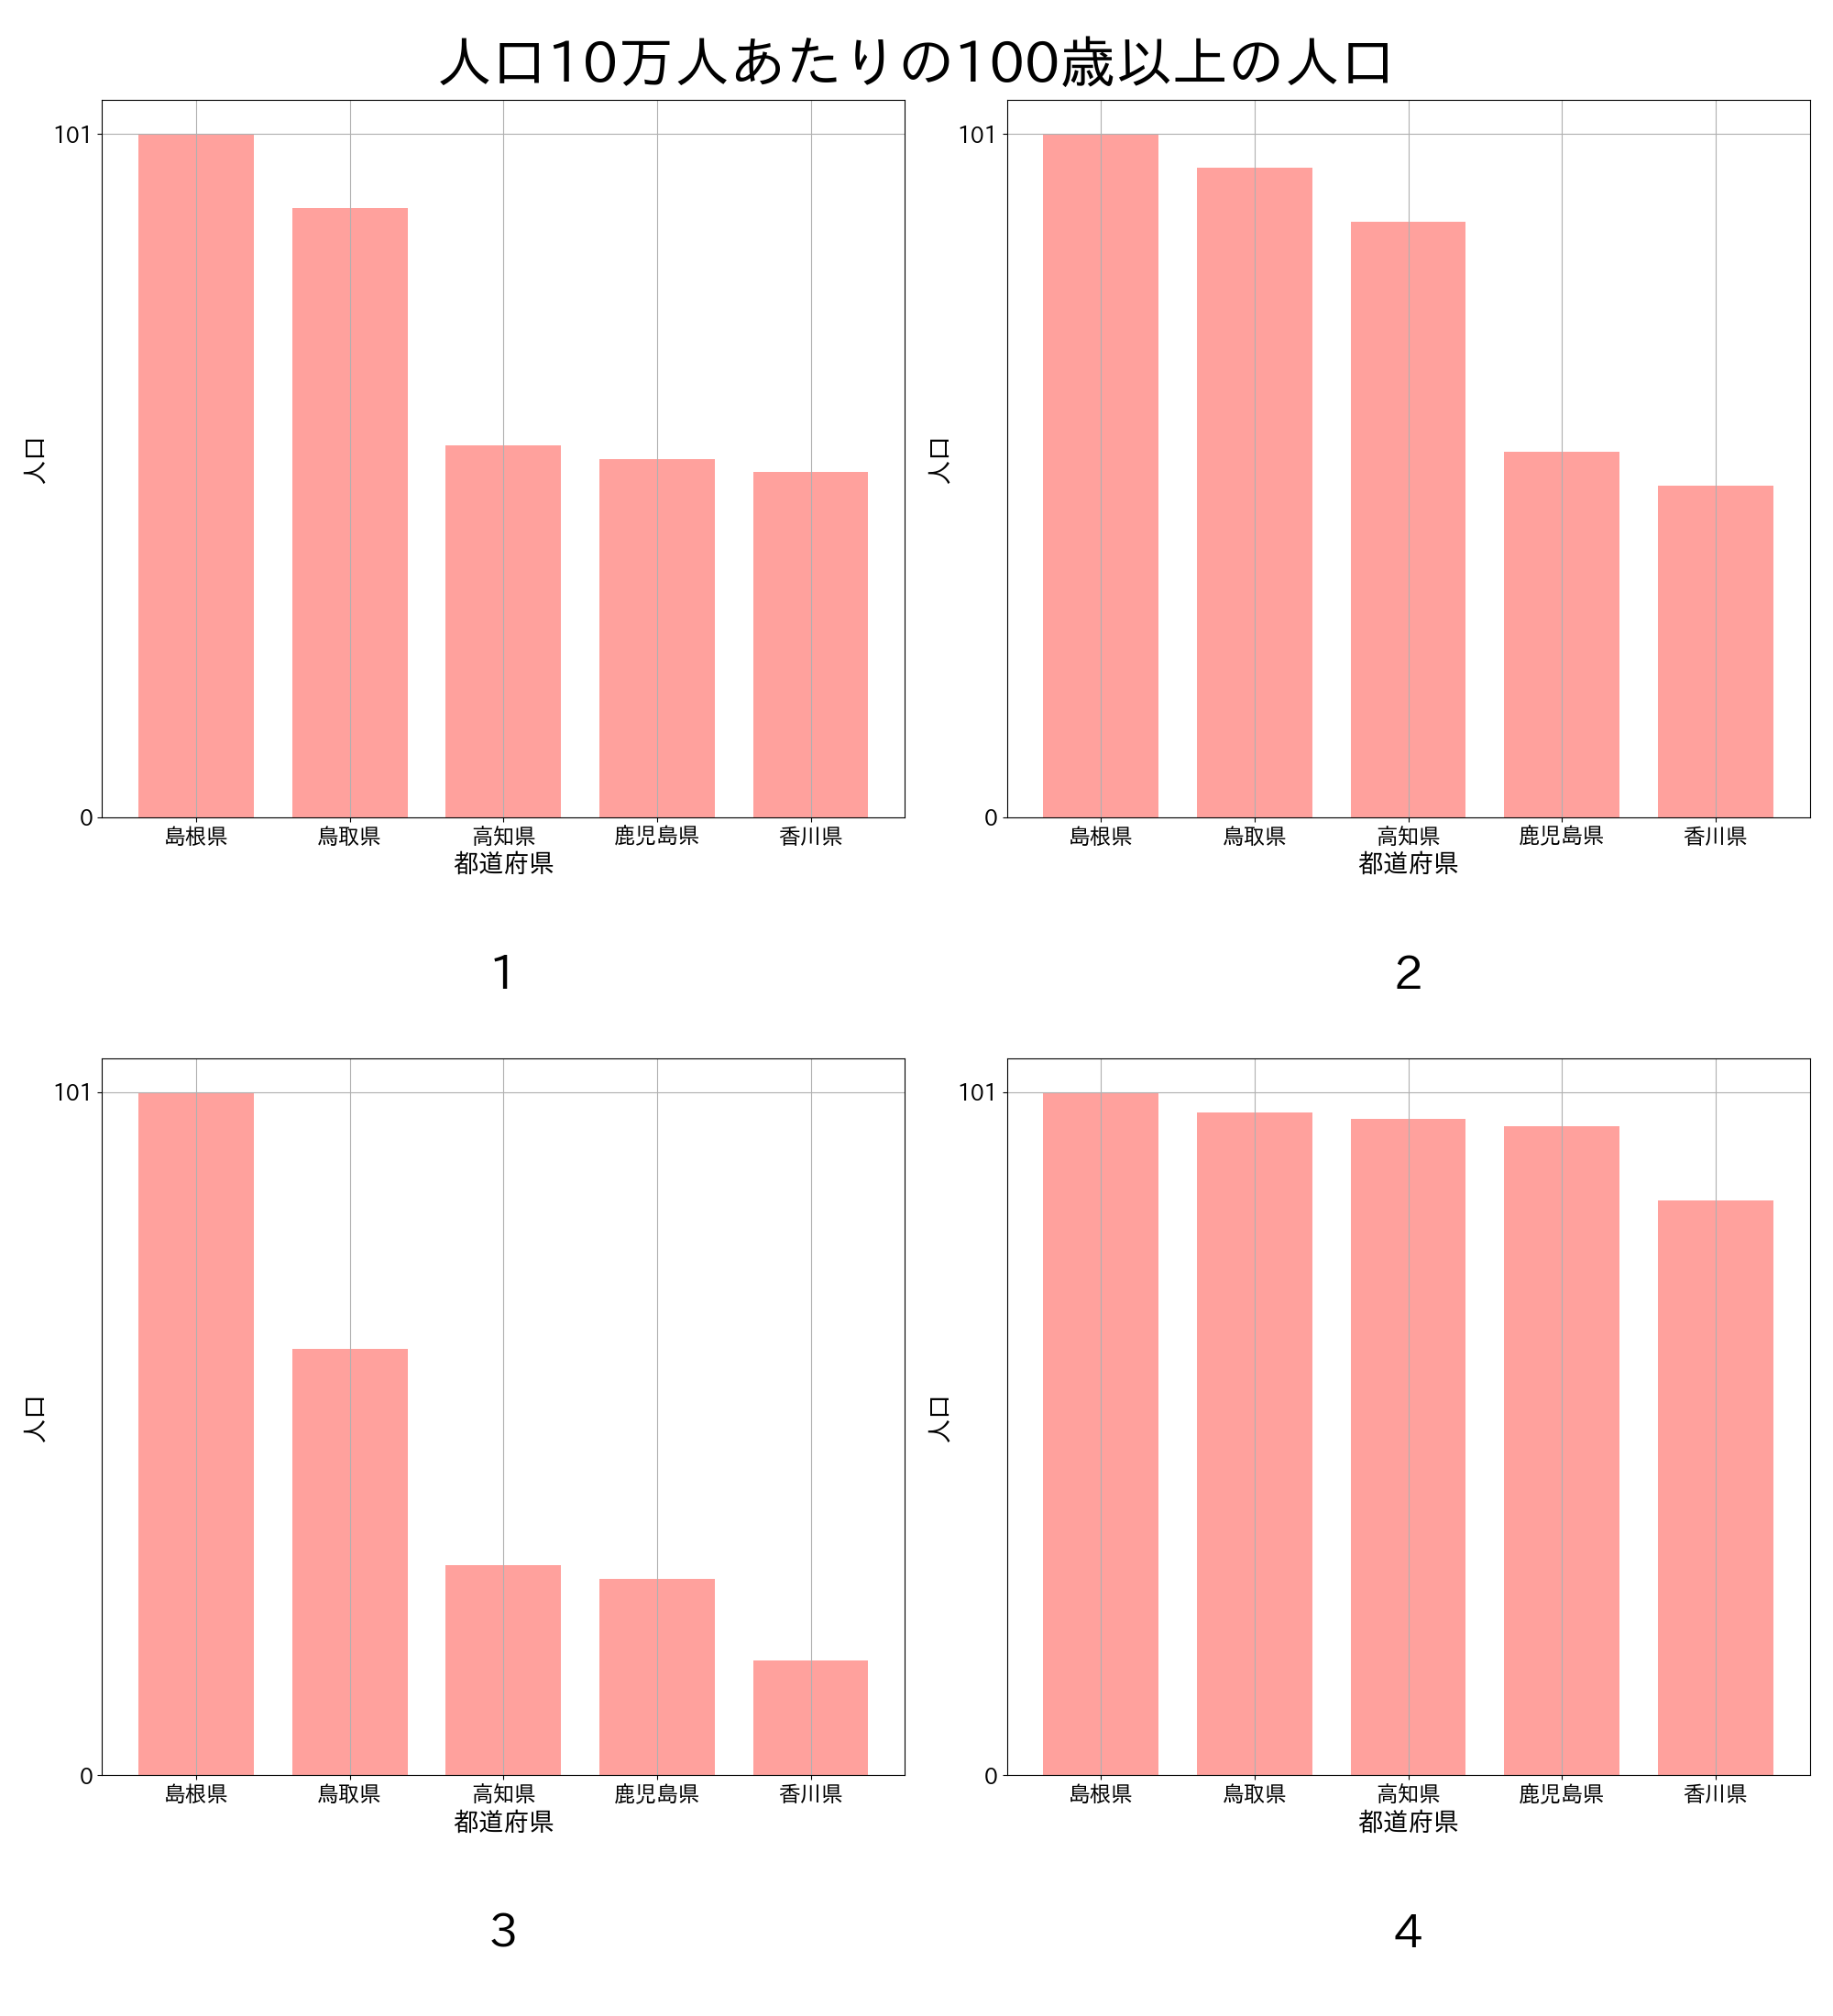 人口10万人あたりの100歳以上の人口
101
0
人口
島根県 鳥取県 高知県 鹿児島県 香川県
都道府県
1
101
0
人口
島根県 鳥取県 高知県 鹿児島県 香川県
都道府県
2
101
0
人口
島根県 鳥取県 高知県 鹿児島県 香川県
都道府県
3
101
0
人口
島根県 鳥取県 高知県 鹿児島県 香川県
都道府県
4